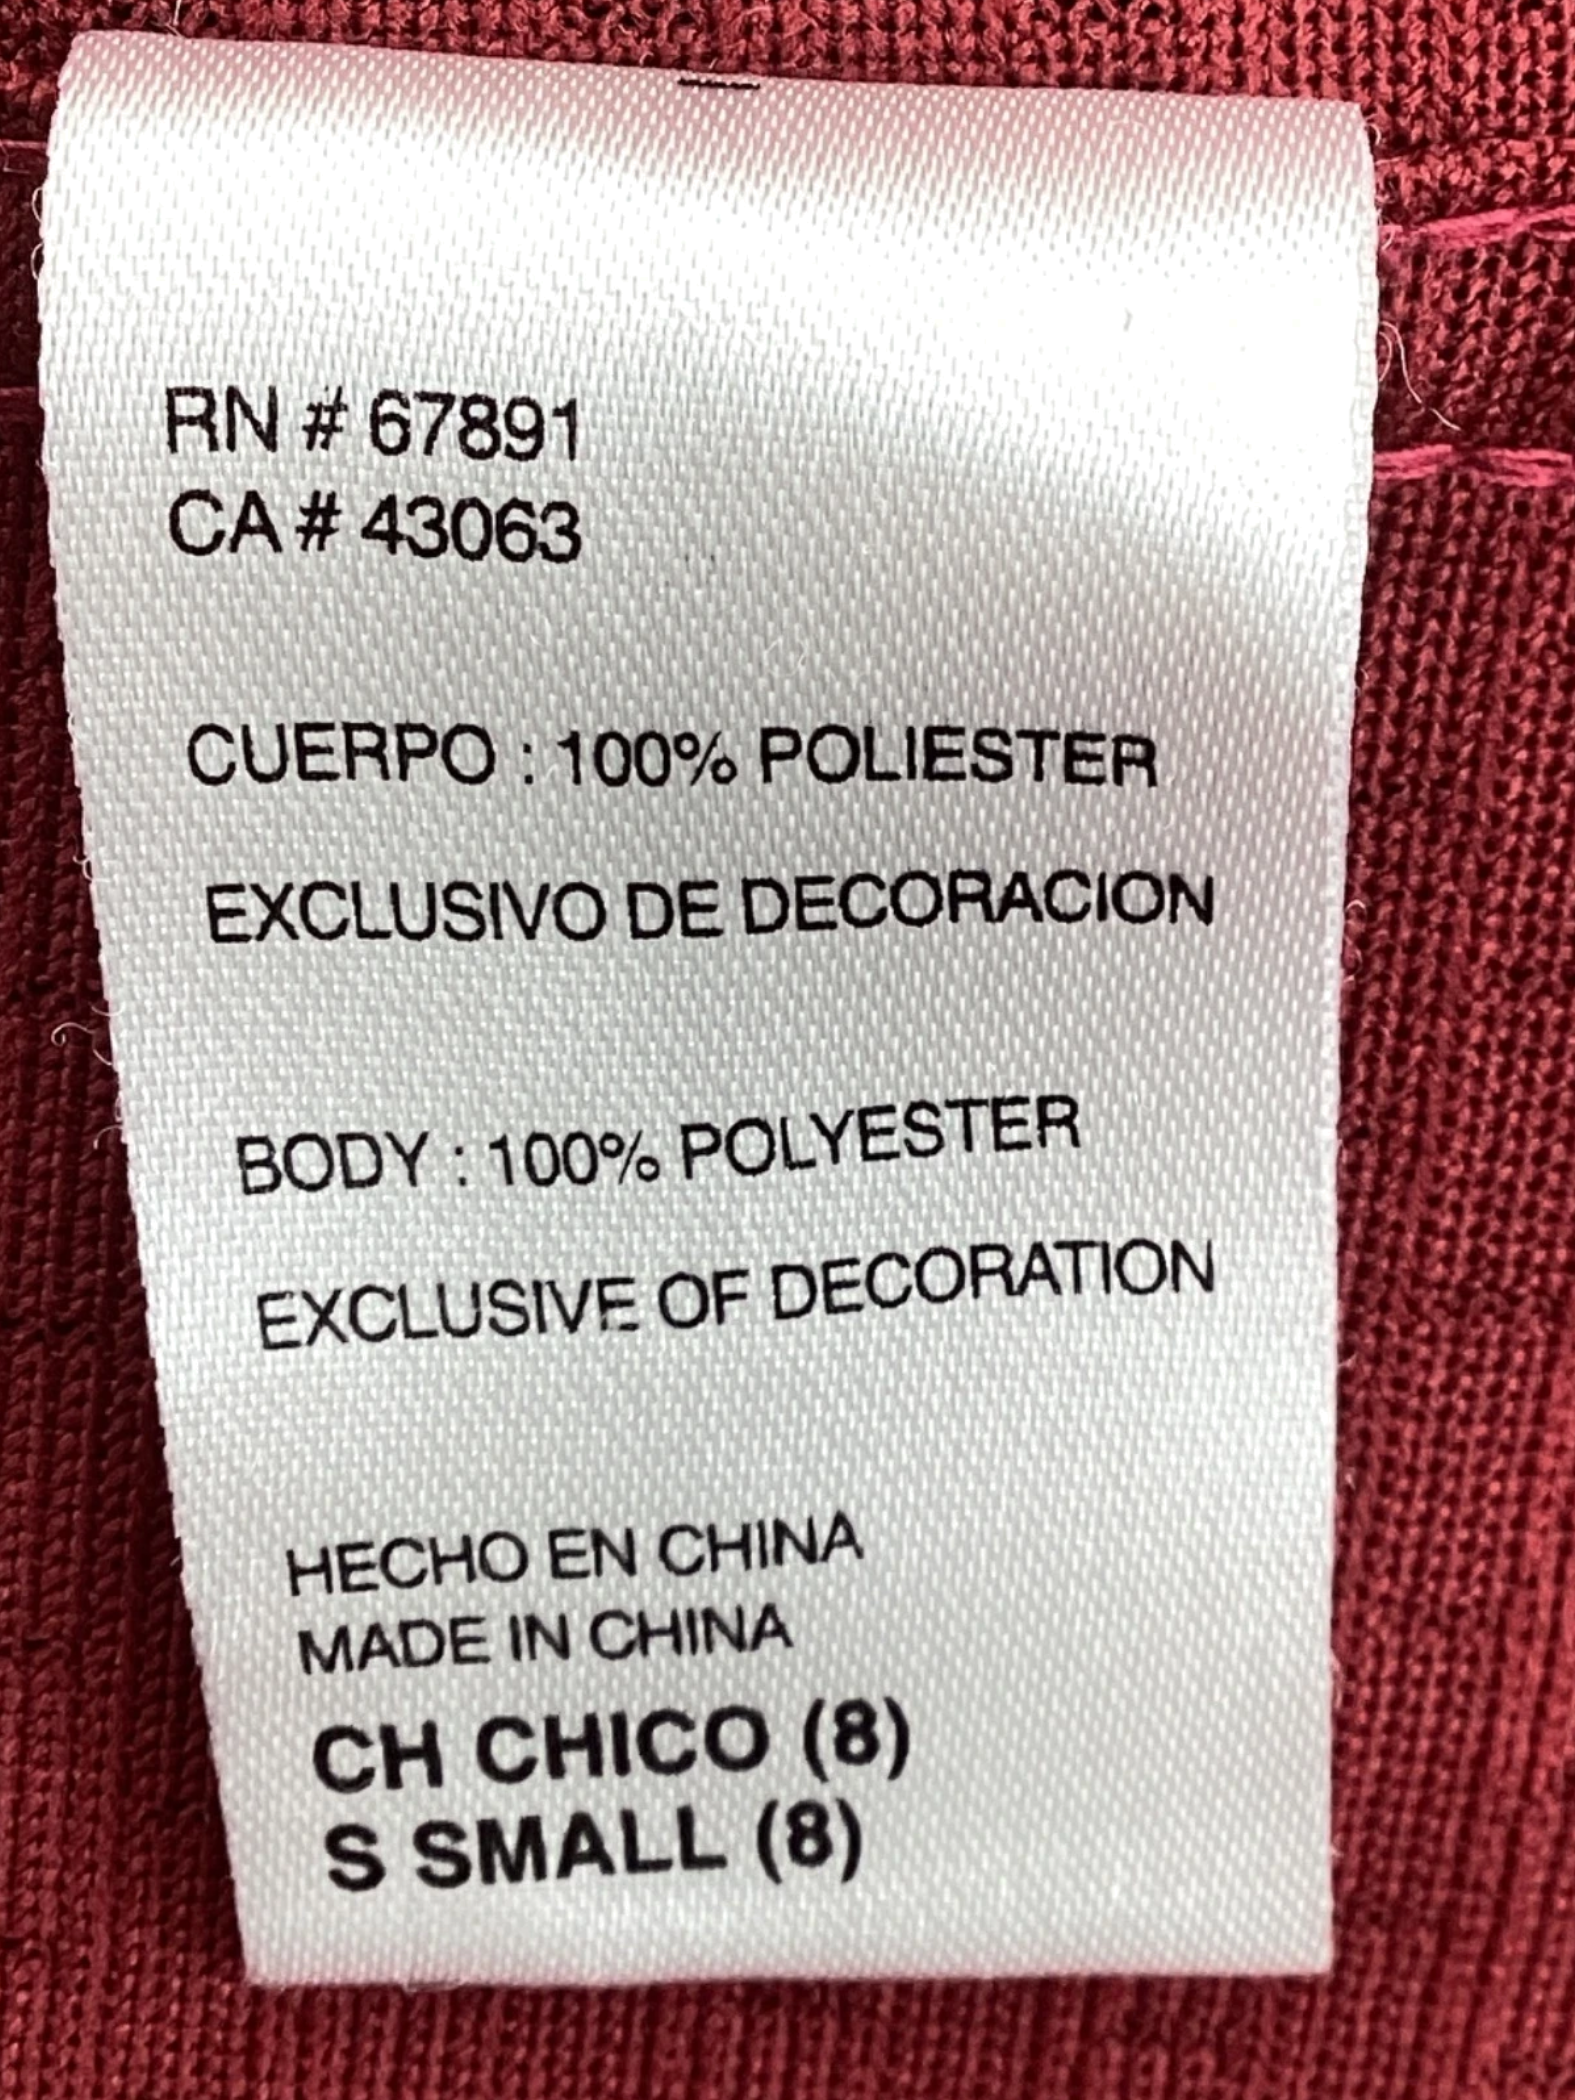 RN # 67891
CA # 43063
CUERPO : 100% POLIESTER
EXCLUSIVO DE DECORACION
BODY : 100% POLYESTER
EXCLUSIVE OF DECORATION
HECHO EN CHINA
MADE IN CHINA
CH CHICO (8)
S SMALL (8)